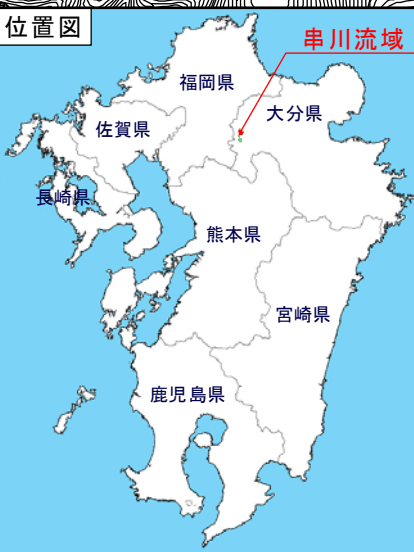 位置図
串川流域
福岡県
大分県
佐賀県
長崎県
熊本県
宮崎県
鹿児島県